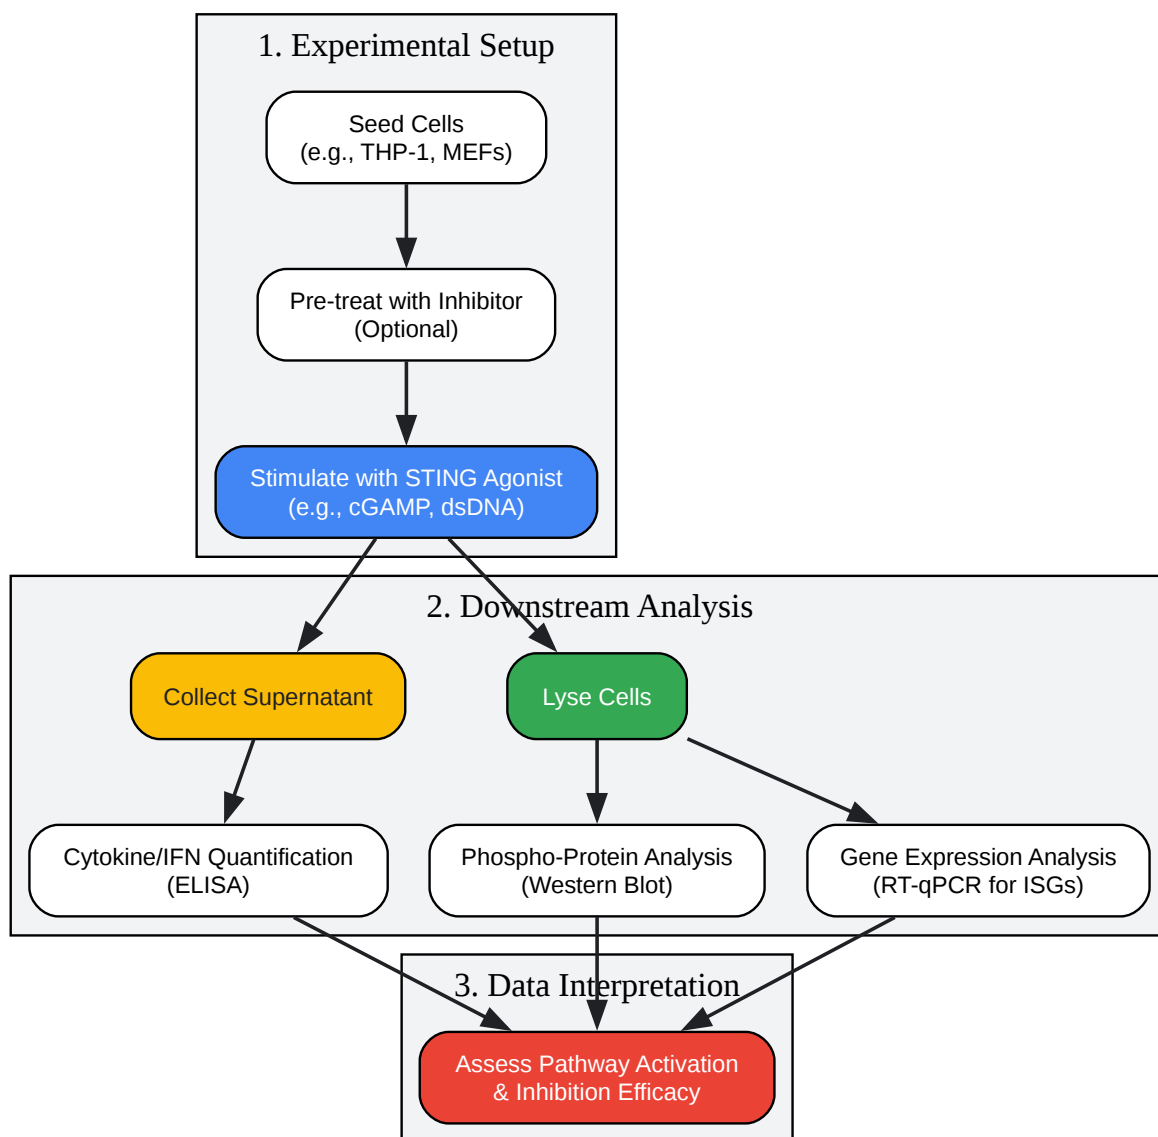 1. Experimental Setup
Seed Cells
(e.g., THP-1, MEFs)
Pre-treat with Inhibitor
(Optional)
Stimulate with STING Agonist
(e.g., cGAMP, dsDNA)
2. Downstream Analysis
Collect Supernatant
Lyse Cells
Cytokine/IFN Quantification
(ELISA)
Phospho-Protein Analysis
(Western Blot)
Gene Expression Analysis
(RT-qPCR for ISGs)
3. Data Interpretation
Assess Pathway Activation
& Inhibition Efficacy